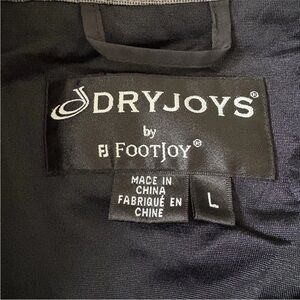 DRYJOYS®
by
FJ FOOTJOY®
MADE IN
CHINA
FABRIQUÉ EN
CHINE
L